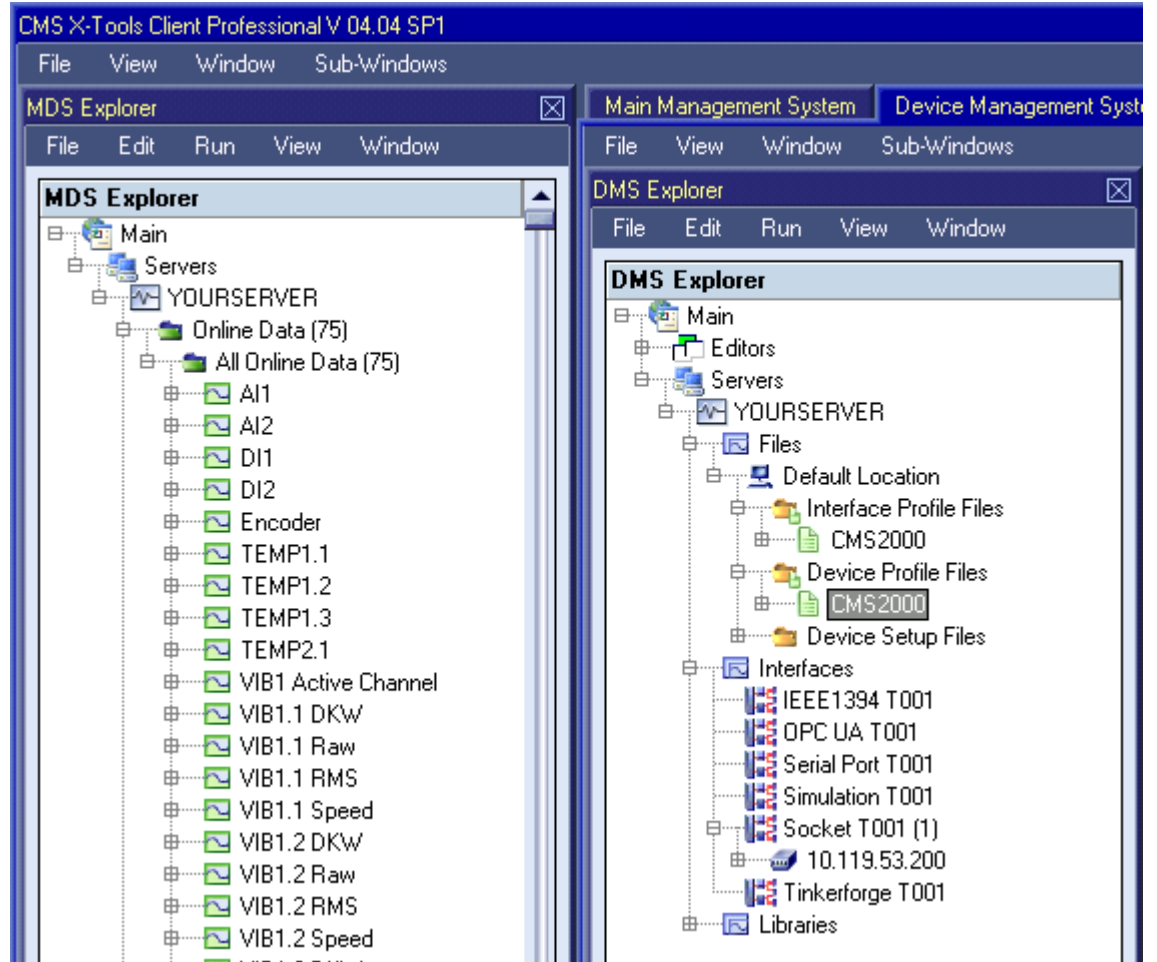 CMS X-Tools Client Professional V 04.04 SP1
File View Window Sub-Windows
MDS Explorer
File Edit Run View Window
MDS Explorer
Main
Servers
YOURSERVER
Online Data (75)
All Online Data (75)
AI1
AI2
DI1
DI2
Encoder
TEMP1.1
TEMP1.2
TEMP1.3
TEMP2.1
VIB1 Active Channel
VIB1.1 DKW
VIB1.1 Raw
VIB1.1 RMS
VIB1.1 Speed
VIB1.2 DKW
VIB1.2 Raw
VIB1.2 RMS
VIB1.2 Speed
Main Management System Device Management Syst
File View Window Sub-Windows
DMS Explorer
File Edit Run View Window
DMS Explorer
Main
Editors
Servers
YOURSERVER
Files
Default Location
Interface Profile Files
CMS2000
Device Profile Files
CMS2000
Device Setup Files
Interfaces
IEEE1394 T001
OPC UA T001
Serial Port T001
Simulation T001
Socket T001 (1)
10.119.53.200
Tinkerforge T001
Libraries